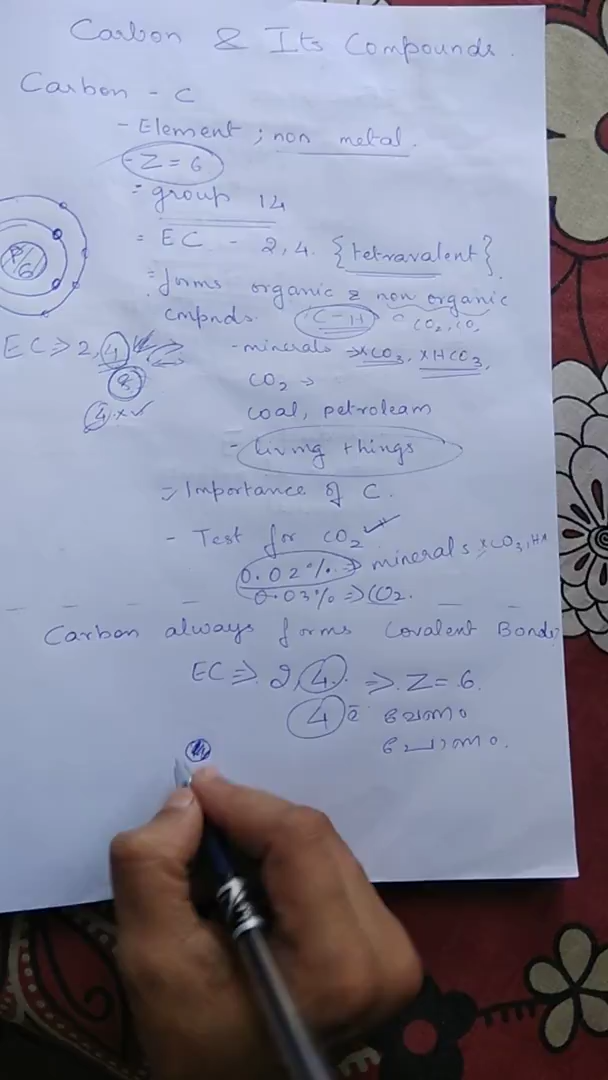 Carbon & Its Compounds.
Carbon - C
- Element ; non metal.
- Z = 6
= group 14
= EC - 2,4. {tetravalent}.
= forms organic & non organic
cmpnds. C-H CO2, CO,
P/6
EC ⇒ 2,4
8
4 × ✓
- minerals → XCO3, XHCO3,
CO2 →
coal, petroleam
- living things
= Importance of C.
- Test for CO2 ✓
0.02% ⇒ minerals XCO3, H
0.03% ⇒ CO2.
Carbon always forms Covalent Bonds?
EC ⇒ 2,4. ⇒ Z = 6.
4 ē വേണം
പോണം.